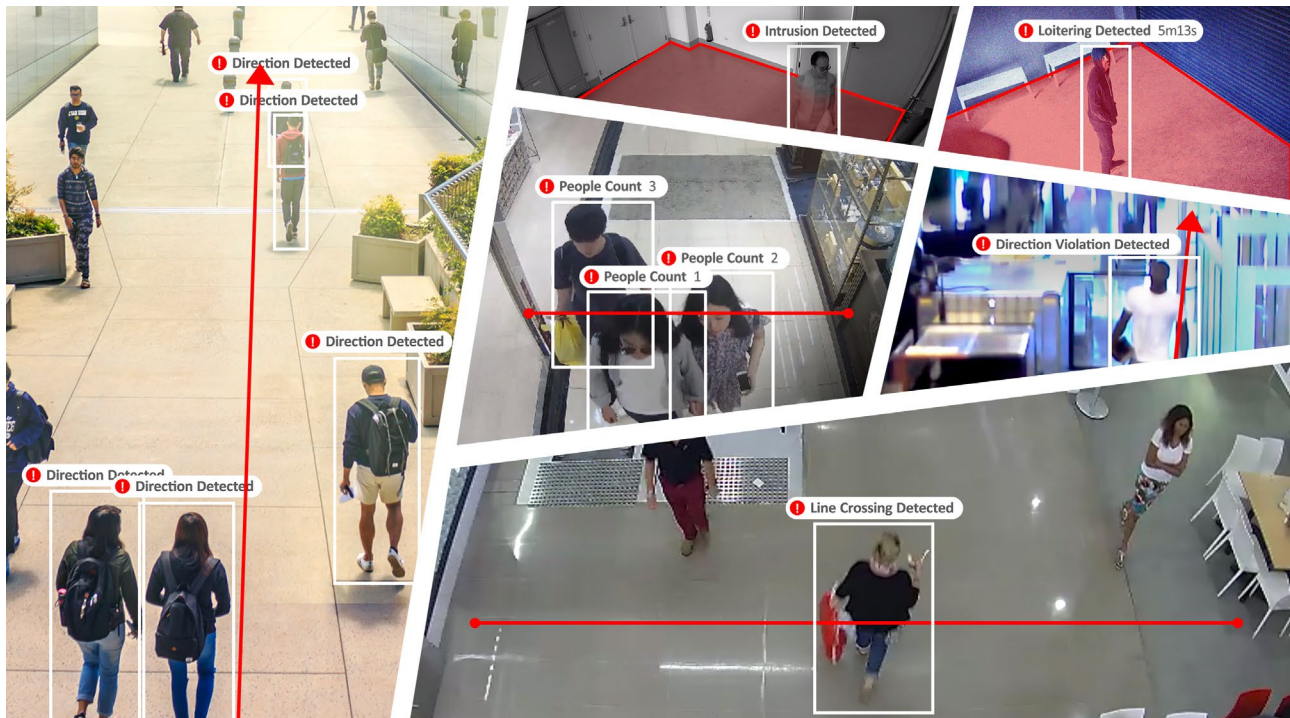 Direction Detected
Direction Detected
Direction Detected
Direction Detected
Direction Detected
Intrusion Detected
Loitering Detected 5m13s
People Count 3
People Count 2
People Count 1
Direction Violation Detected
Line Crossing Detected